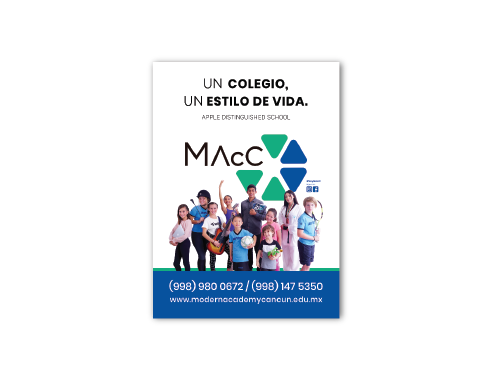 UN COLEGIO,
UN ESTILO DE VIDA.
APPLE DISTINGUISHED SCHOOL
MAcC
(998) 980 0672 / (998) 147 5350
www.modernacademycancun.edu.mx